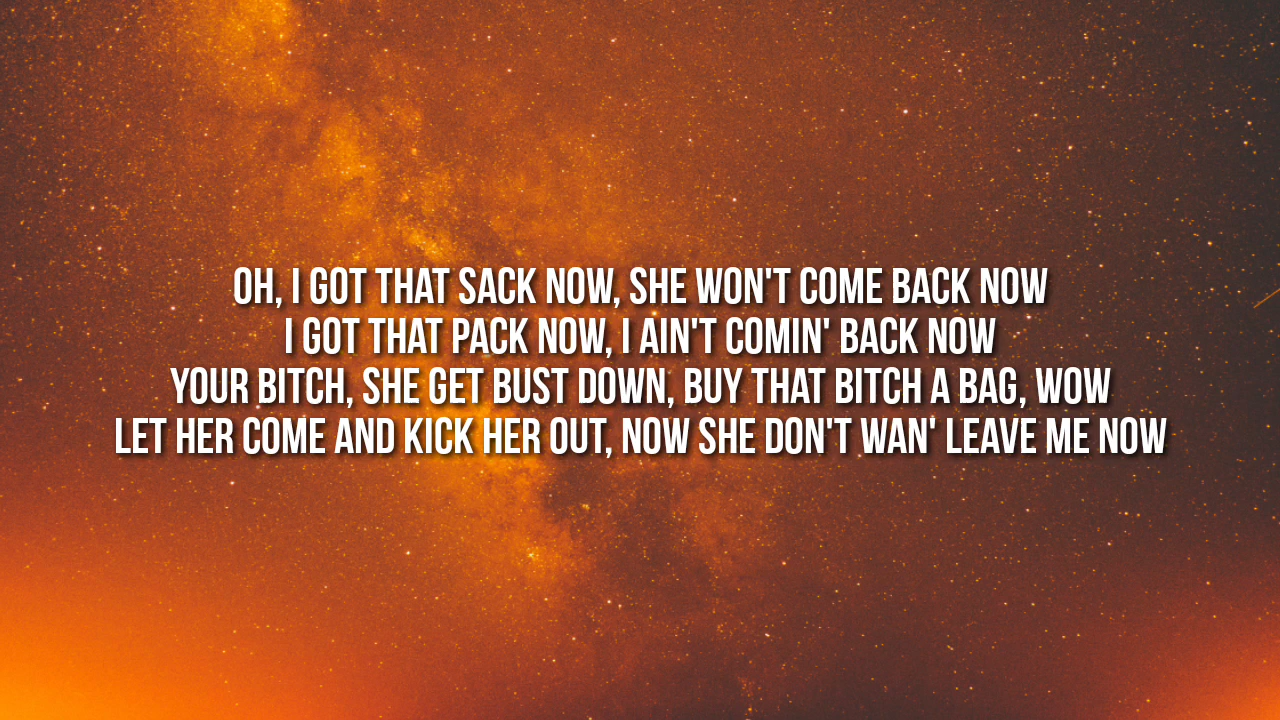 OH, I GOT THAT SACK NOW, SHE WON'T COME BACK NOW
I GOT THAT PACK NOW, I AIN'T COMIN' BACK NOW
YOUR BITCH, SHE GET BUST DOWN, BUY THAT BITCH A BAG, WOW
LET HER COME AND KICK HER OUT, NOW SHE DON'T WAN' LEAVE ME NOW